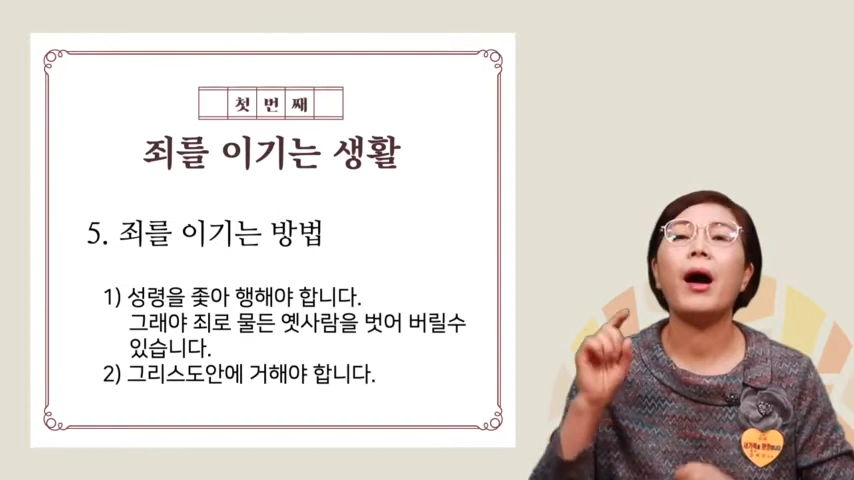 첫번째
죄를 이기는 생활
5. 죄를 이기는 방법
1) 성령을 좇아 행해야 합니다.
그래야 죄로 물든 옛사람을 벗어 버릴수
있습니다.
2) 그리스도안에 거해야 합니다.